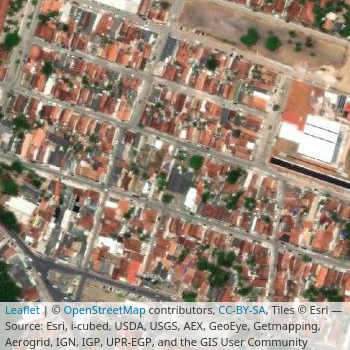 Leaflet | © OpenStreetMap contributors, CC-BY-SA, Tiles © Esri —
Source: Esri, i-cubed, USDA, USGS, AEX, GeoEye, Getmapping,
Aerogrid, IGN, IGP, UPR-EGP, and the GIS User Community